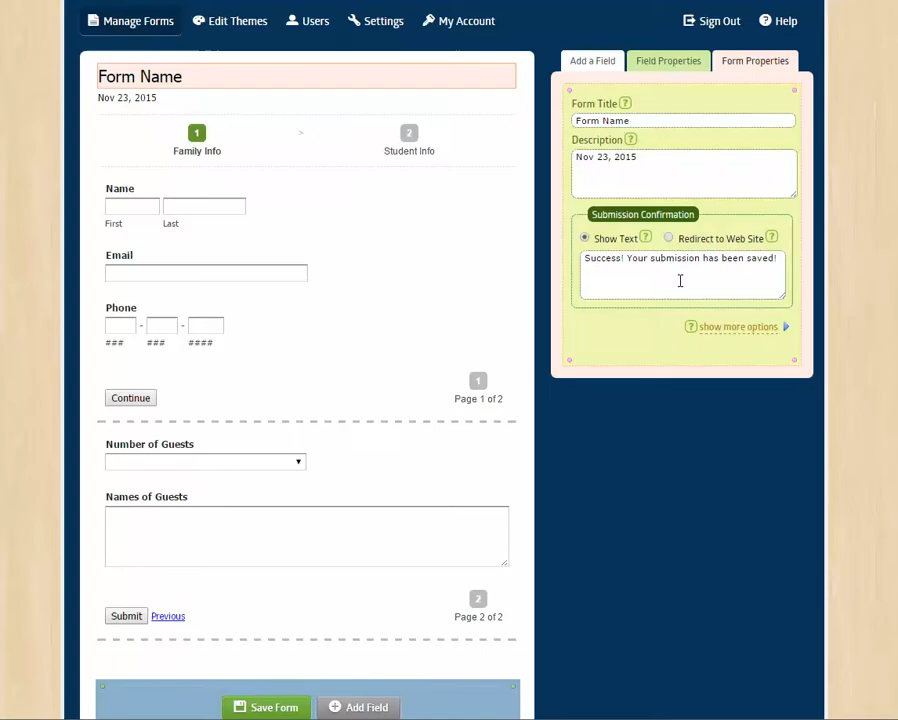 Manage Forms Edit Themes Users Settings My Account Sign Out ? Help
Form Name
Nov 23, 2015
1 > 2
Family Info Student Info
Name
First Last
Email
Phone
- -
### ### ####
Continue
1
Page 1 of 2
Number of Guests
Names of Guests
Submit Previous
2
Page 2 of 2
Save Form Add Field
Add a Field Field Properties Form Properties
Form Title ?
Form Name
Description ?
Nov 23, 2015
Submission Confirmation
Show Text ? Redirect to Web Site ?
Success! Your submission has been saved!
? show more options